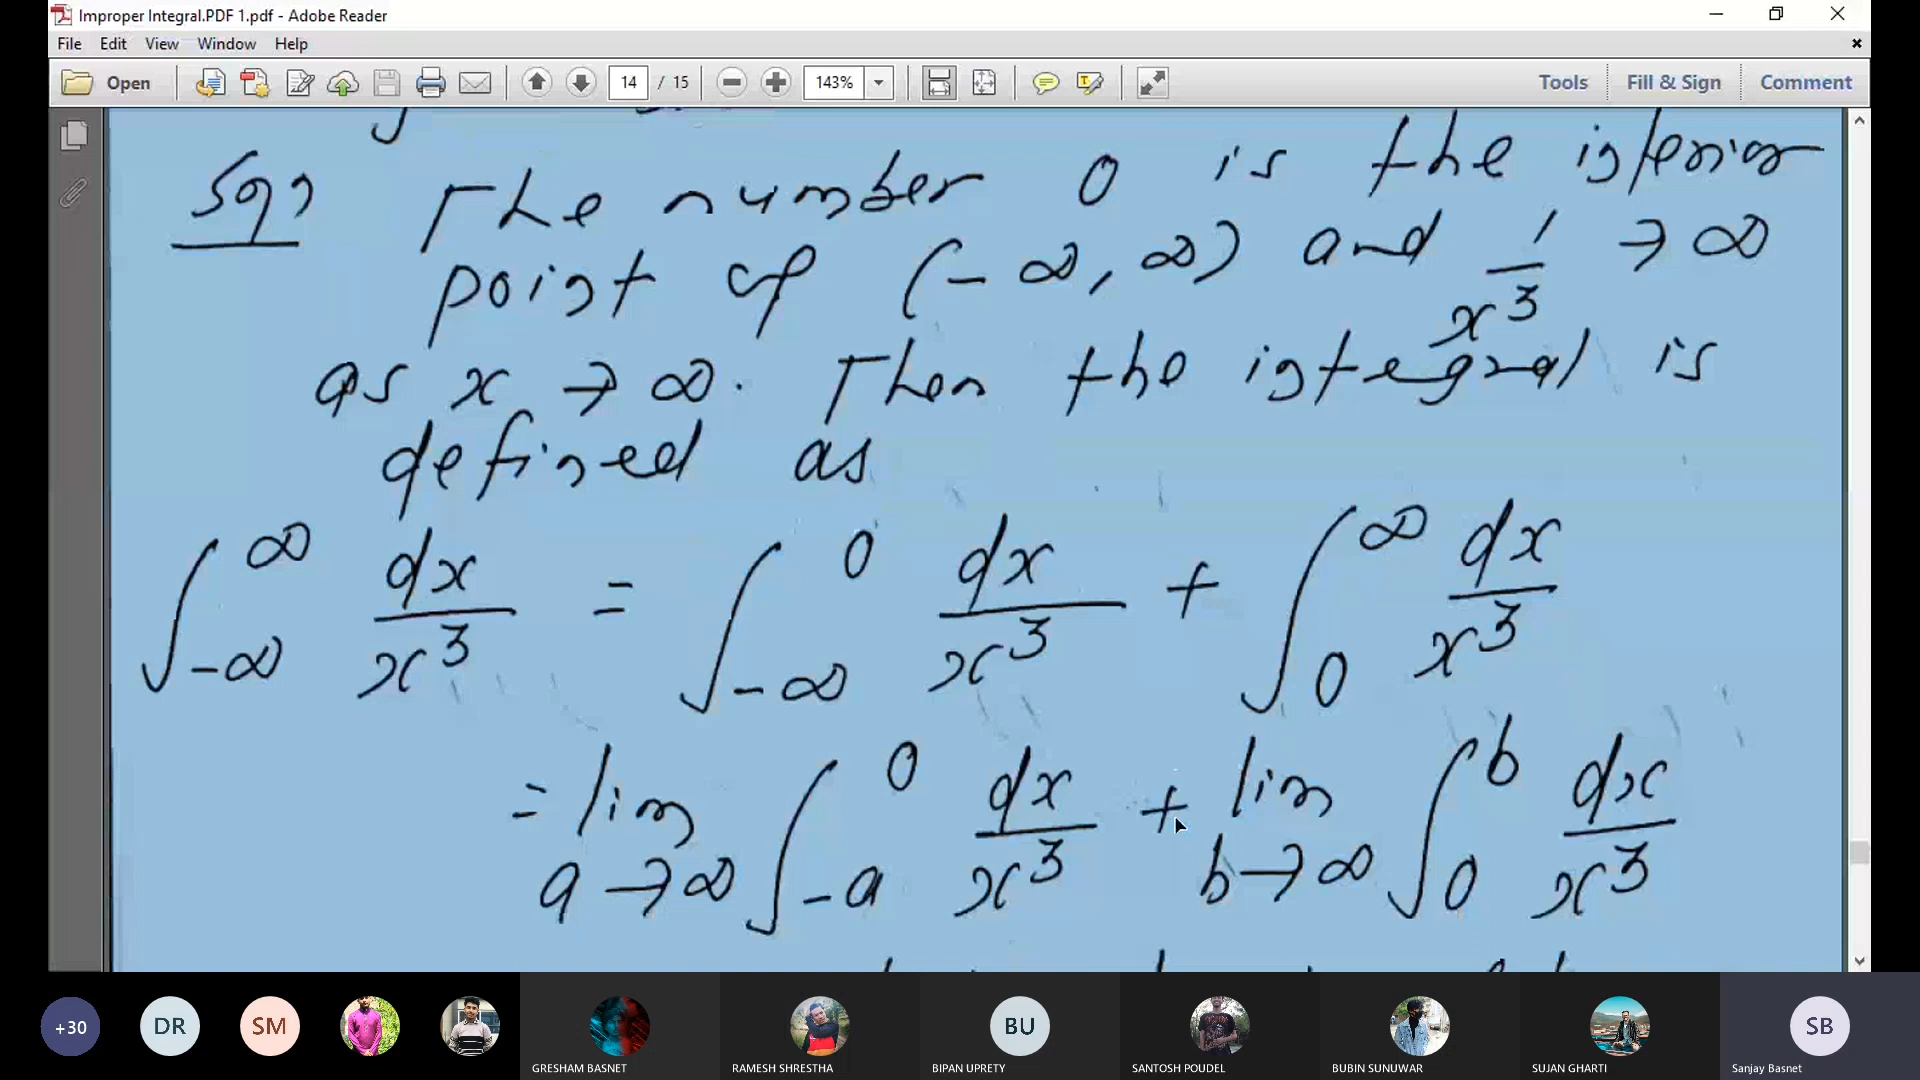 Improper Integral.PDF 1.pdf - Adobe Reader
File Edit View Window Help
Open 14 / 15 143% Tools Fill & Sign Comment
Soln The number 0 is the interior
point of (-∞, ∞) and 1/x³ → ∞
as x → ∞. Then the integral is
defined as
∫_{-∞}^{∞} dx/x³ = ∫_{-∞}^{0} dx/x³ + ∫_{0}^{∞} dx/x³
= lim_{a→∞} ∫_{-a}^{0} dx/x³ + lim_{b→∞} ∫_{0}^{b} dx/x³
+30 DR SM BU SB
GRESHAM BASNET RAMESH SHRESTHA BIPAN UPRETY SANTOSH POUDEL BUBIN SUNUWAR SUJAN GHARTI Sanjay Basnet